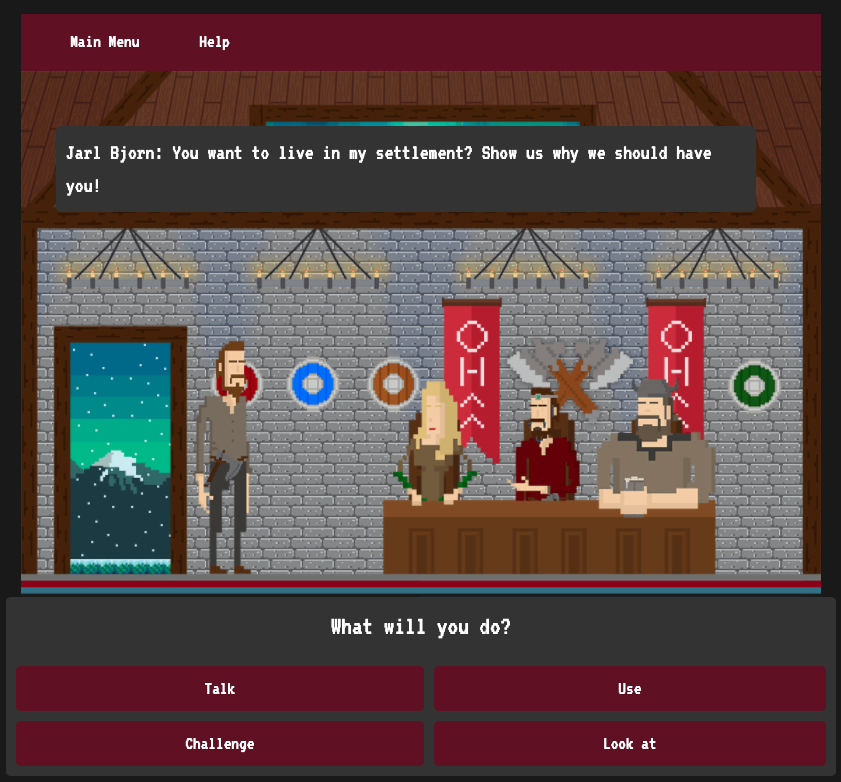 Main Menu
Help
Jarl Bjorn: You want to live in my settlement? Show us why we should have
you!
What will you do?
Talk
Use
Challenge
Look at